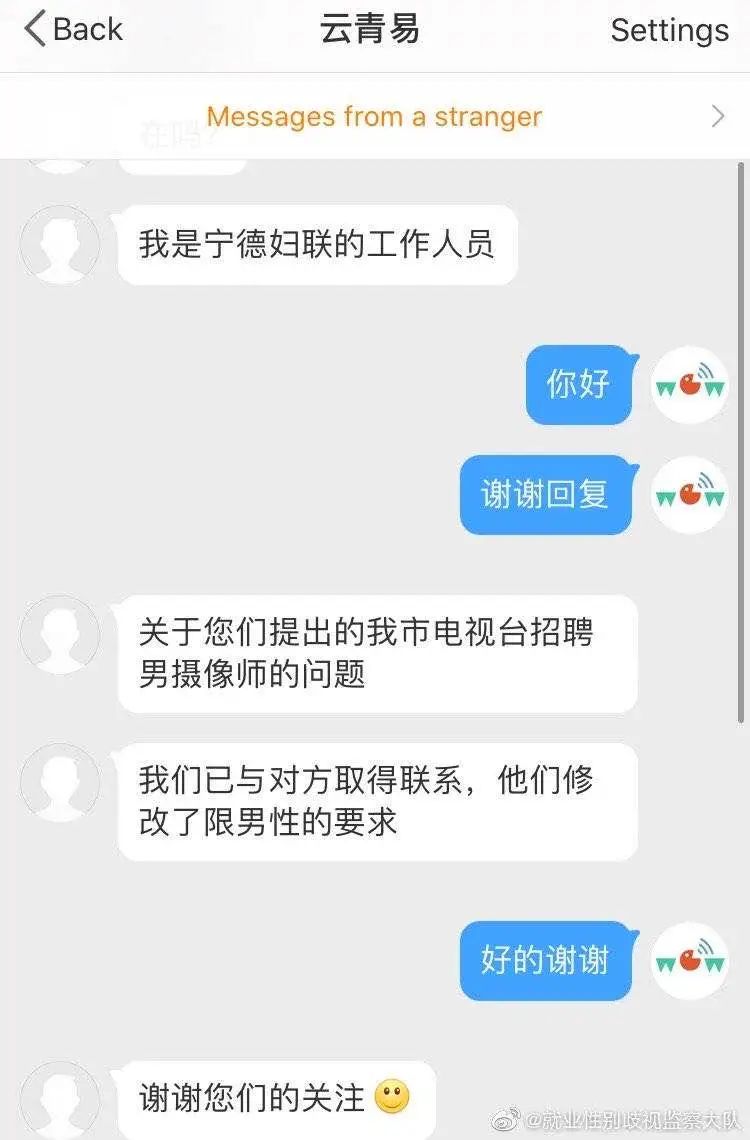 Back
云青易
Settings
Messages from a stranger
在吗?
我是宁德妇联的工作人员
你好
谢谢回复
关于您们提出的我市电视台招聘
男摄像师的问题
我们已与对方取得联系，他们修
改了限男性的要求
好的谢谢
谢谢您们的关注
@就业性别歧视监察大队